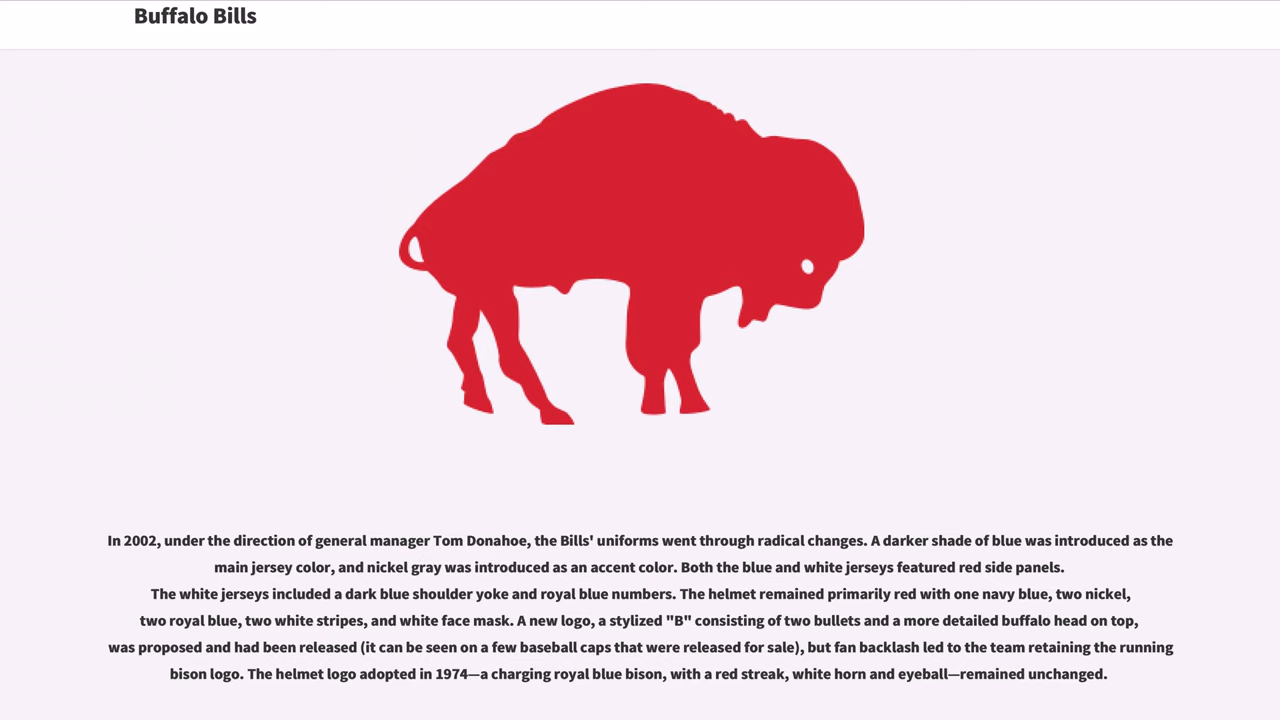 Buffalo Bills
In 2002, under the direction of general manager Tom Donahoe, the Bills' uniforms went through radical changes. A darker shade of blue was introduced as the
main jersey color, and nickel gray was introduced as an accent color. Both the blue and white jerseys featured red side panels.
The white jerseys included a dark blue shoulder yoke and royal blue numbers. The helmet remained primarily red with one navy blue, two nickel,
two royal blue, two white stripes, and white face mask. A new logo, a stylized "B" consisting of two bullets and a more detailed buffalo head on top,
was proposed and had been released (it can be seen on a few baseball caps that were released for sale), but fan backlash led to the team retaining the running
bison logo. The helmet logo adopted in 1974—a charging royal blue bison, with a red streak, white horn and eyeball—remained unchanged.